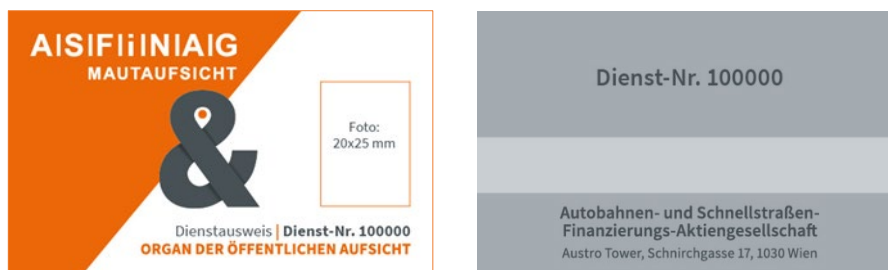 A|S|F|i|N|A|G
MAUTAUFSICHT
&
Foto:
20x25 mm
Dienstausweis | Dienst-Nr. 100000
ORGAN DER ÖFFENTLICHEN AUFSICHT
Dienst-Nr. 100000
Autobahnen- und Schnellstraßen-
Finanzierungs-Aktiengesellschaft
Austro Tower, Schnirchgasse 17, 1030 Wien